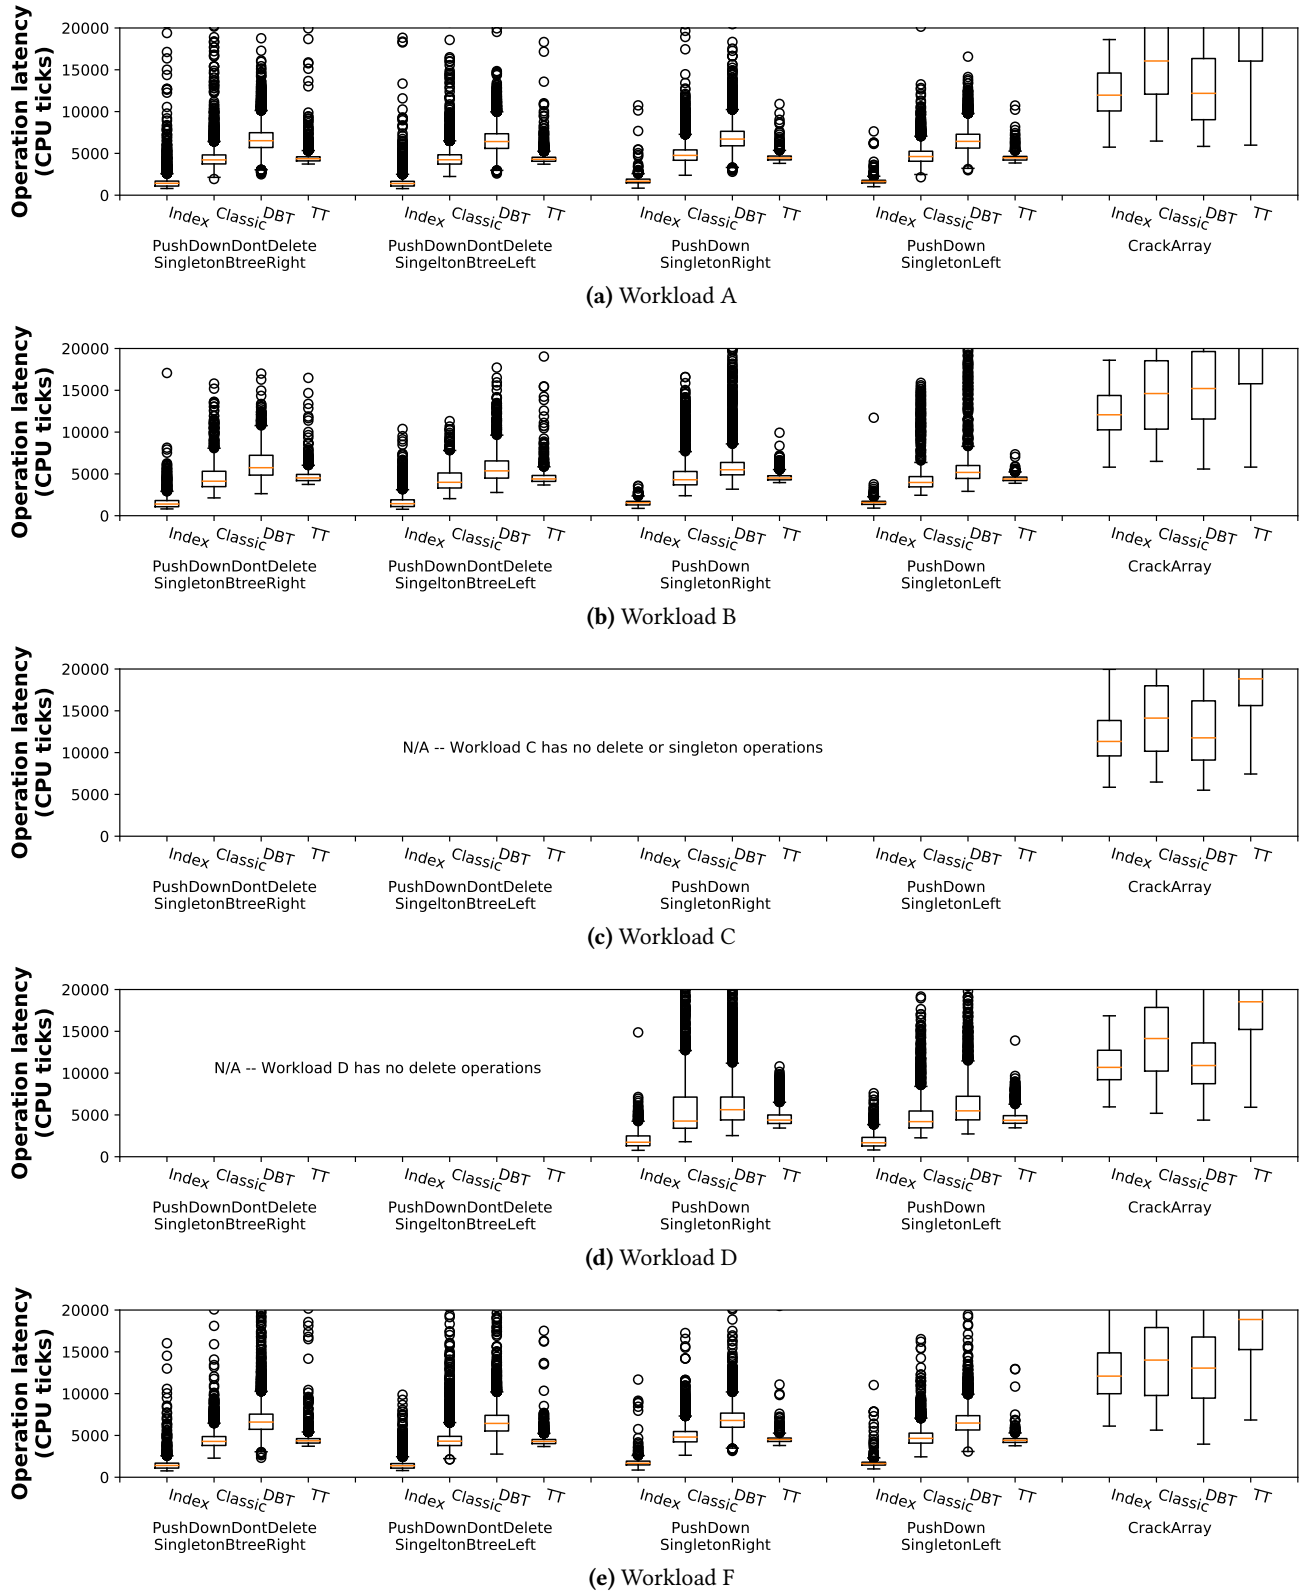 Operation latency
(CPU ticks)
20000
15000
10000
5000
0
Index Classic DBT TT Index Classic DBT TT Index Classic DBT TT Index Classic DBT TT Index Classic DBT TT
PushDownDontDelete PushDownDontDelete PushDown PushDown CrackArray
SingletonBtreeRight SingeltonBtreeLeft SingletonRight SingletonLeft
(a) Workload A
Operation latency
(CPU ticks)
20000
15000
10000
5000
0
Index Classic DBT TT Index Classic DBT TT Index Classic DBT TT Index Classic DBT TT Index Classic DBT TT
PushDownDontDelete PushDownDontDelete PushDown PushDown CrackArray
SingletonBtreeRight SingeltonBtreeLeft SingletonRight SingletonLeft
(b) Workload B
Operation latency
(CPU ticks)
20000
15000
10000
5000
0
N/A -- Workload C has no delete or singleton operations
Index Classic DBT TT Index Classic DBT TT Index Classic DBT TT Index Classic DBT TT Index Classic DBT TT
PushDownDontDelete PushDownDontDelete PushDown PushDown CrackArray
SingletonBtreeRight SingeltonBtreeLeft SingletonRight SingletonLeft
(c) Workload C
Operation latency
(CPU ticks)
20000
15000
10000
5000
0
N/A -- Workload D has no delete operations
Index Classic DBT TT Index Classic DBT TT Index Classic DBT TT Index Classic DBT TT Index Classic DBT TT
PushDownDontDelete PushDownDontDelete PushDown PushDown CrackArray
SingletonBtreeRight SingeltonBtreeLeft SingletonRight SingletonLeft
(d) Workload D
Operation latency
(CPU ticks)
20000
15000
10000
5000
0
Index Classic DBT TT Index Classic DBT TT Index Classic DBT TT Index Classic DBT TT Index Classic DBT TT
PushDownDontDelete PushDownDontDelete PushDown PushDown CrackArray
SingletonBtreeRight SingeltonBtreeLeft SingletonRight SingletonLeft
(e) Workload F